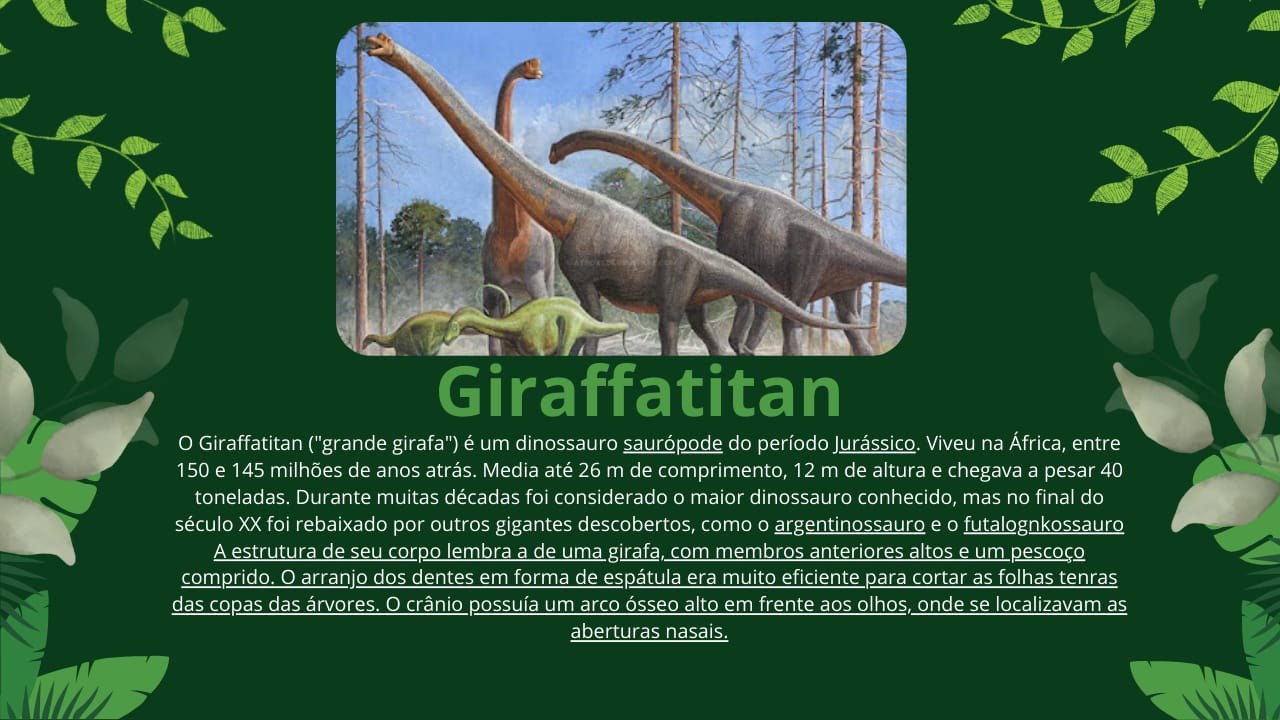 Giraffatitan
O Giraffatitan ("grande girafa") é um dinossauro saurópode do período Jurássico. Viveu na África, entre
150 e 145 milhões de anos atrás. Media até 26 m de comprimento, 12 m de altura e chegava a pesar 40
toneladas. Durante muitas décadas foi considerado o maior dinossauro conhecido, mas no final do
século XX foi rebaixado por outros gigantes descobertos, como o argentinossauro e o futalognkossauro
A estrutura de seu corpo lembra a de uma girafa, com membros anteriores altos e um pescoço
comprido. O arranjo dos dentes em forma de espátula era muito eficiente para cortar as folhas tenras
das copas das árvores. O crânio possuía um arco ósseo alto em frente aos olhos, onde se localizavam as
aberturas nasais.